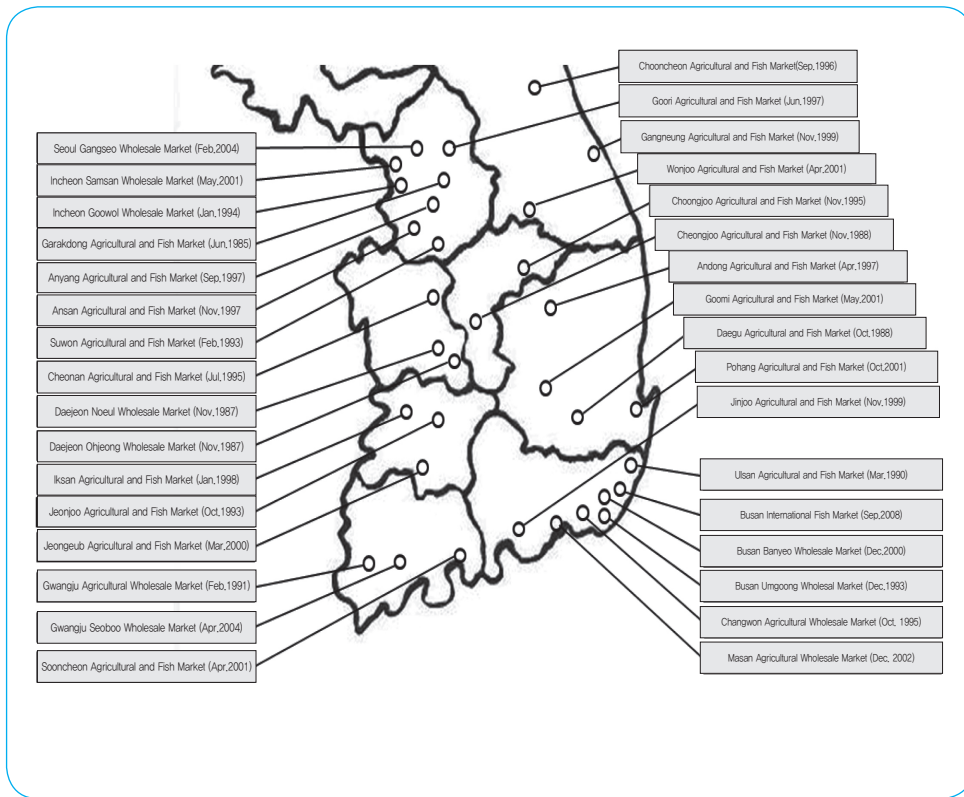 Seoul Gangseo Wholesale Market (Feb,2004)
Incheon Samsan Wholesale Market (May,2001)
Incheon Goowol Wholesale Market (Jan,1994)
Garakdong Agricultural and Fish Market (Jun,1985)
Anyang Agricultural and Fish Market (Sep,1997)
Ansan Agricultural and Fish Market (Nov,1997
Suwon Agricultural and Fish Market (Feb,1993)
Cheonan Agricultural and Fish Market (Jul,1995)
Daejeon Noeul Wholesale Market (Nov,1987)
Daejeon Ohjeong Wholesale Market (Nov,1987)
Iksan Agricultural and Fish Market (Jan,1998)
Jeonjoo Agricultural and Fish Market (Oct,1993)
Jeongeub Agricultural and Fish Market (Mar,2000)
Gwangju Agricultural Wholesale Market (Feb,1991)
Gwangju Seoboo Wholesale Market (Apr,2004)
Sooncheon Agricultural and Fish Market (Apr,2001)
Chooncheon Agricultural and Fish Market(Sep,1996)
Goori Agricultural and Fish Market (Jun,1997)
Gangneung Agricultural and Fish Market (Nov,1999)
Wonjoo Agricultural and Fish Market (Apr,2001)
Choongjoo Agricultural and Fish Market (Nov,1995)
Cheongjoo Agricultural and Fish Market (Nov,1988)
Andong Agricultural and Fish Market (Apr,1997)
Goomi Agricultural and Fish Market (May,2001)
Daegu Agricultural and Fish Market (Oct,1988)
Pohang Agricultural and Fish Market (Oct,2001)
Jinjoo Agricultural and Fish Market (Nov,1999)
Ulsan Agricultural and Fish Market (Mar,1990)
Busan International Fish Market (Sep,2008)
Busan Banyeo Wholesale Market (Dec,2000)
Busan Umgoong Wholesal Market (Dec,1993)
Changwon Agricultural Wholesale Market (Oct, 1995)
Masan Agricultural Wholesale Market (Dec, 2002)